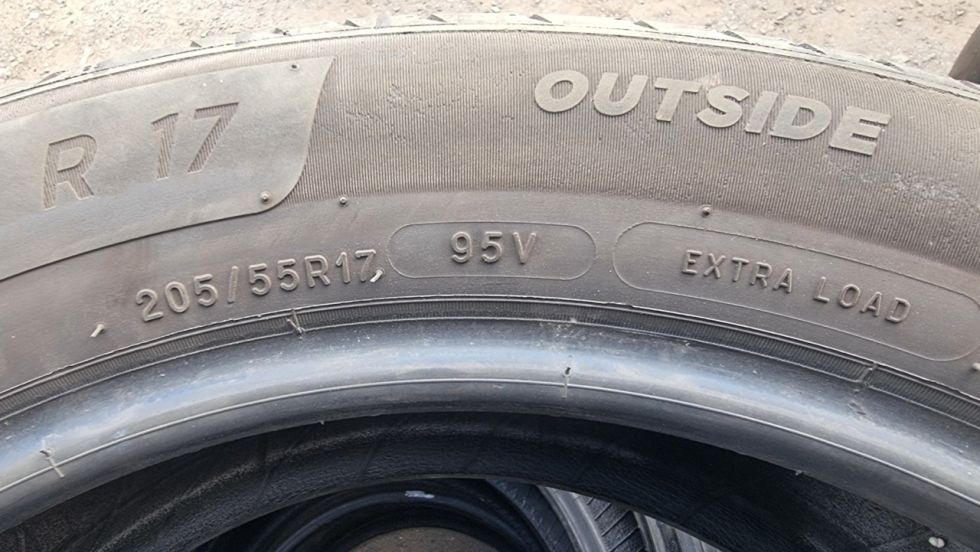 R 17
OUTSIDE
205/55R17
95V
EXTRA LOAD